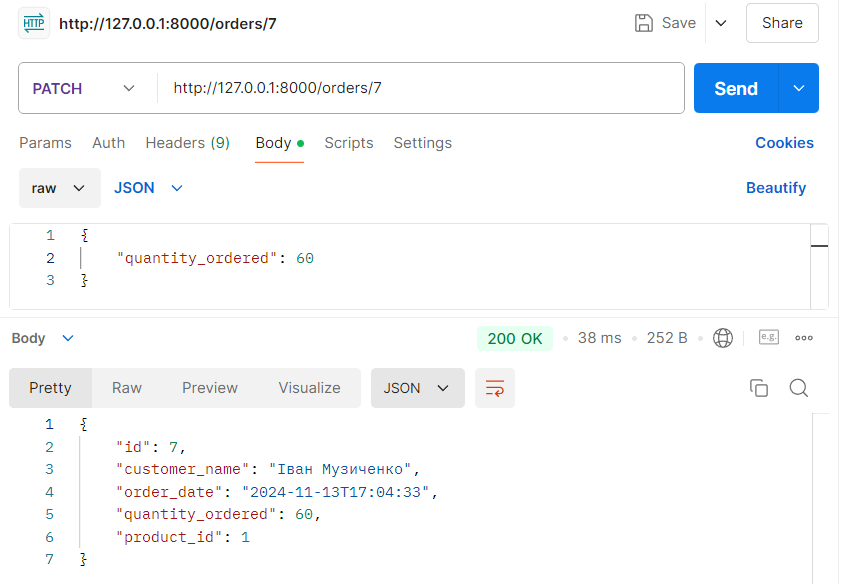 HTTP http://127.0.0.1:8000/orders/7 Save Share
PATCH http://127.0.0.1:8000/orders/7 Send
Params Auth Headers (9) Body Scripts Settings Cookies
raw JSON Beautify
1 {
2 "quantity_ordered": 60
3 }
Body 200 OK 38 ms 252 B e.g.
Pretty Raw Preview Visualize JSON
1 {
2 "id": 7,
3 "customer_name": "Іван Музиченко",
4 "order_date": "2024-11-13T17:04:33",
5 "quantity_ordered": 60,
6 "product_id": 1
7 }